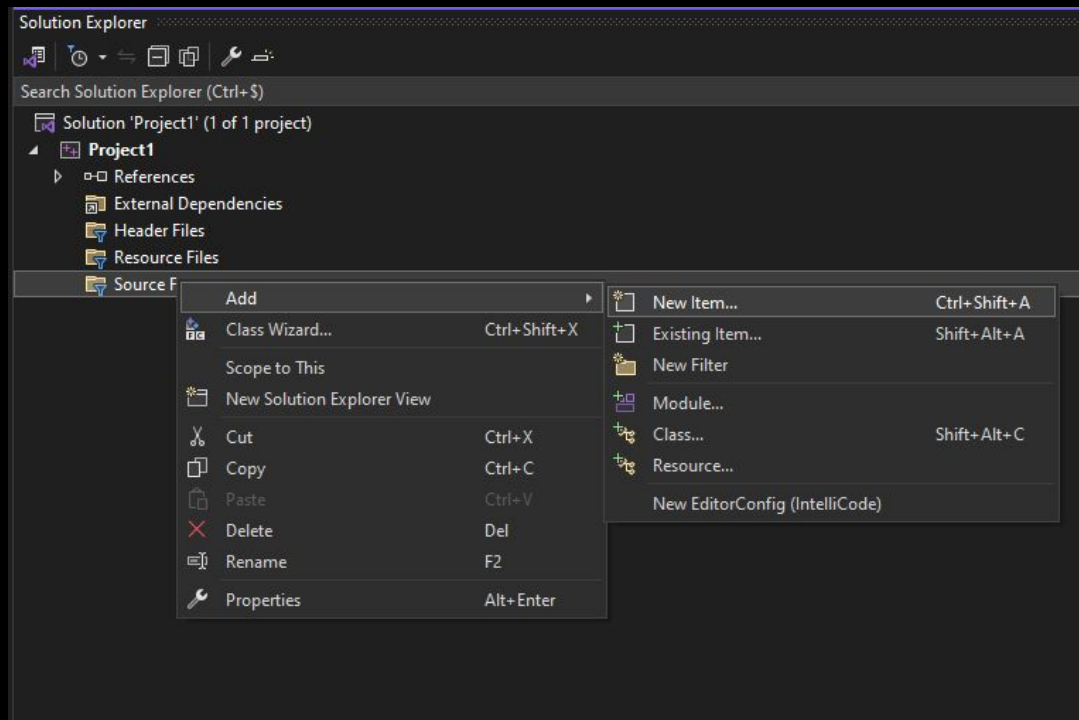 Solution Explorer
Search Solution Explorer (Ctrl+$)
Solution 'Project1' (1 of 1 project)
Project1
References
External Dependencies
Header Files
Resource Files
Source F
Add
Class Wizard... Ctrl+Shift+X
Scope to This
New Solution Explorer View
Cut Ctrl+X
Copy Ctrl+C
Paste Ctrl+V
Delete Del
Rename F2
Properties Alt+Enter
New Item... Ctrl+Shift+A
Existing Item... Shift+Alt+A
New Filter
Module...
Class... Shift+Alt+C
Resource...
New EditorConfig (IntelliCode)